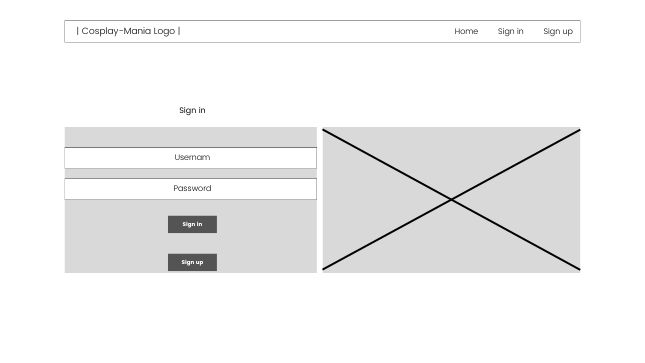 | Cosplay-Mania Logo | Home Sign in Sign up
Sign in
Usernam
Password
Sign in
Sign up